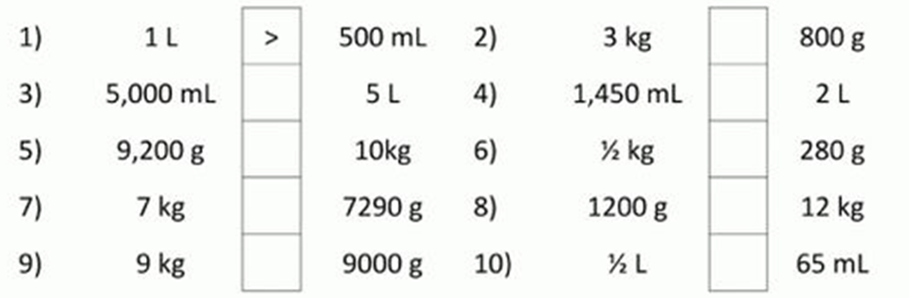 1) 1 L > 500 mL 2) 3 kg 800 g
3) 5,000 mL 5 L 4) 1,450 mL 2 L
5) 9,200 g 10kg 6) ½ kg 280 g
7) 7 kg 7290 g 8) 1200 g 12 kg
9) 9 kg 9000 g 10) ½ L 65 mL